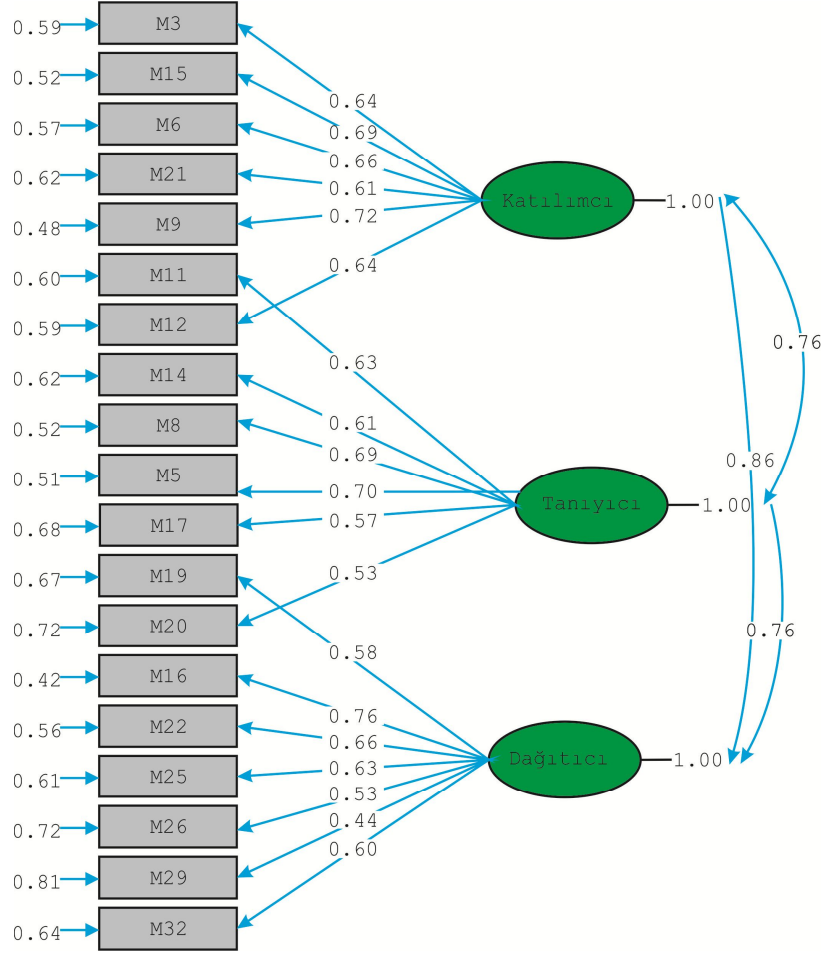 0.59 M3
0.52 M15
0.57 M6
0.62 M21
0.48 M9
0.60 M11
0.59 M12
0.62 M14
0.52 M8
0.51 M5
0.68 M17
0.67 M19
0.72 M20
0.42 M16
0.56 M22
0.61 M25
0.72 M26
0.81 M29
0.64 M32
0.64
0.69
0.66
0.61
0.72
0.64
0.63
0.61
0.69
0.70
0.57
0.53
0.58
0.76
0.66
0.63
0.53
0.44
0.60
Katılımcı 1.00
Tanıyıcı 1.00
Dağıtıcı 1.00
0.76
0.86
0.76